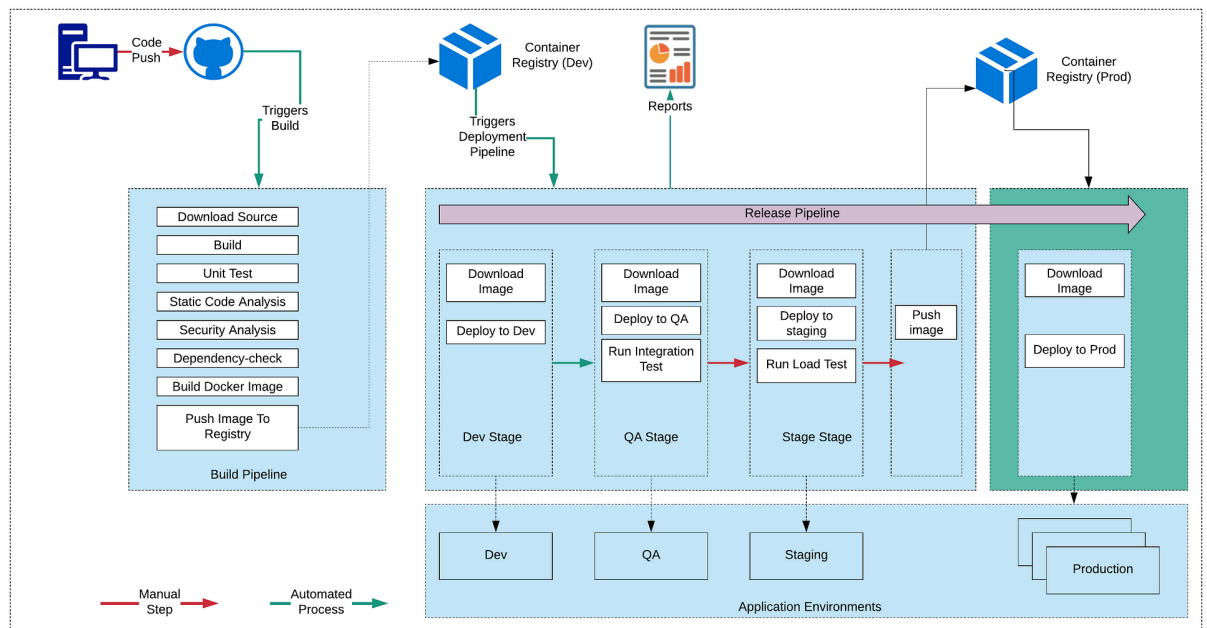 Code
Push
Container
Registry (Dev)
Container
Registry (Prod)
Reports
Triggers
Build
Triggers
Deployment
Pipeline
Release Pipeline
Download Source
Build
Unit Test
Static Code Analysis
Security Analysis
Dependency-check
Build Docker Image
Push Image To
Registry
Build Pipeline
Download
Image
Deploy to Dev
Dev Stage
Download
Image
Deploy to QA
Run Integration
Test
QA Stage
Download
Image
Deploy to
staging
Run Load Test
Stage Stage
Push
image
Download
Image
Deploy to Prod
Dev
QA
Staging
Production
Application Environments
Manual
Step
Automated
Process